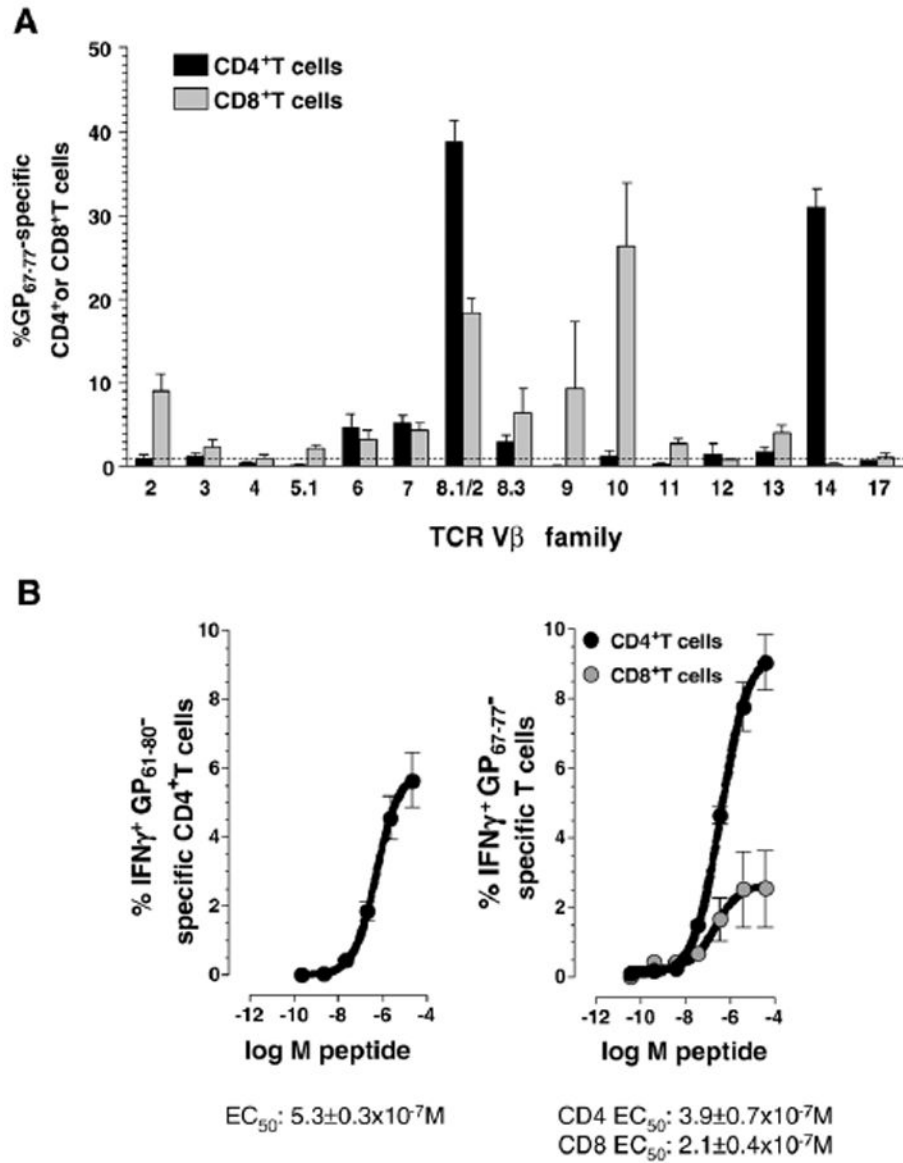 A
50
40
30
20
10
0
%GP67-77-specific
CD4+or CD8+T cells
CD4+T cells
CD8+T cells
2 3 4 5.1 6 7 8.1/2 8.3 9 10 11 12 13 14 17
TCR Vβ family
B
10
8
6
4
2
0
% IFNγ+ GP61-80-
specific CD4+T cells
-12 -10 -8 -6 -4
log M peptide
EC50: 5.3±0.3x10-7M
10
8
6
4
2
0
% IFNγ+ GP67-77-
specific T cells
CD4+T cells
CD8+T cells
-12 -10 -8 -6 -4
log M peptide
CD4 EC50: 3.9±0.7x10-7M
CD8 EC50: 2.1±0.4x10-7M